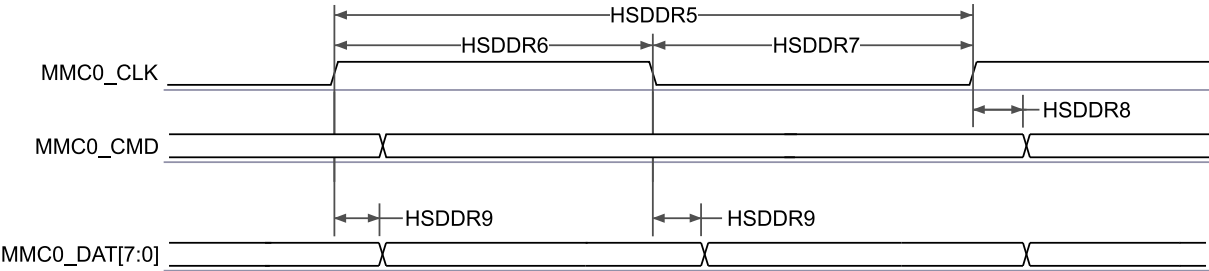 HSDDR5
HSDDR6 HSDDR7
MMC0_CLK
HSDDR8
MMC0_CMD
HSDDR9 HSDDR9
MMC0_DAT[7:0]